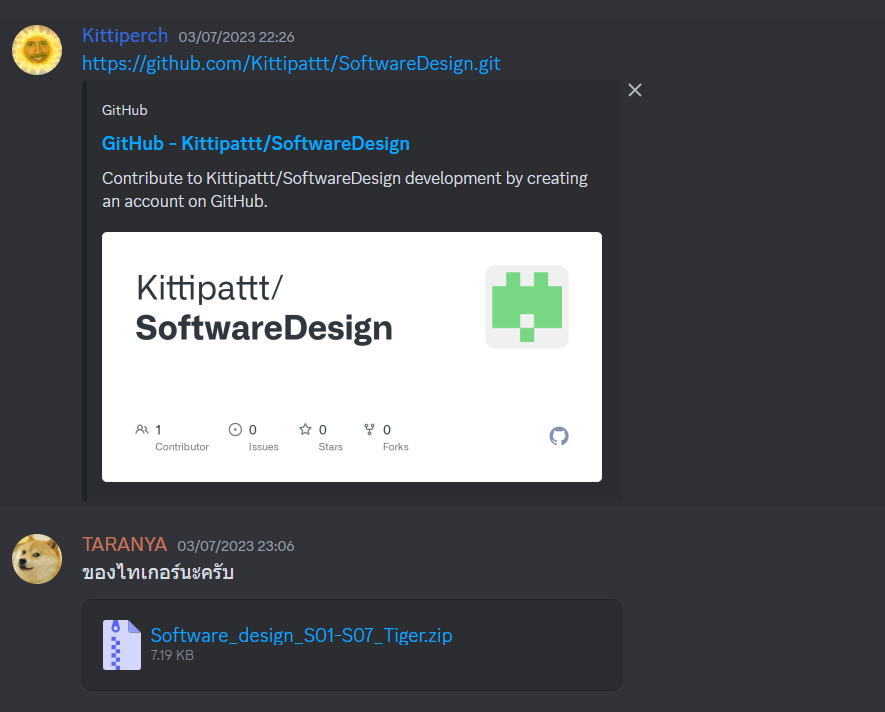 Kittiperch 03/07/2023 22:26
https://github.com/Kittipattt/SoftwareDesign.git
GitHub
GitHub - Kittipattt/SoftwareDesign
Contribute to Kittipattt/SoftwareDesign development by creating
an account on GitHub.
Kittipattt/
SoftwareDesign
1 0 0 0
Contributor Issues Stars Forks
TARANYA 03/07/2023 23:06
ของไทเกอร์นะครับ
Software_design_S01-S07_Tiger.zip
7.19 KB